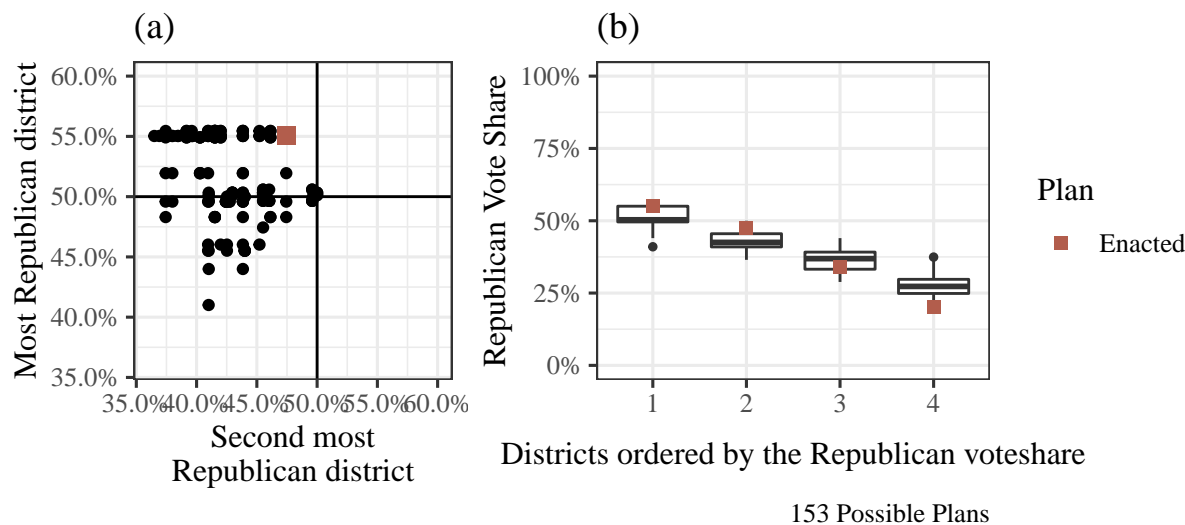 (a)
Most Republican district
60.0%
55.0%
50.0%
45.0%
40.0%
35.0%
35.0% 40.0% 45.0% 50.0% 55.0% 60.0%
Second most
Republican district
(b)
Republican Vote Share
100%
75%
50%
25%
0%
1 2 3 4
Districts ordered by the Republican voteshare
Plan
Enacted
153 Possible Plans